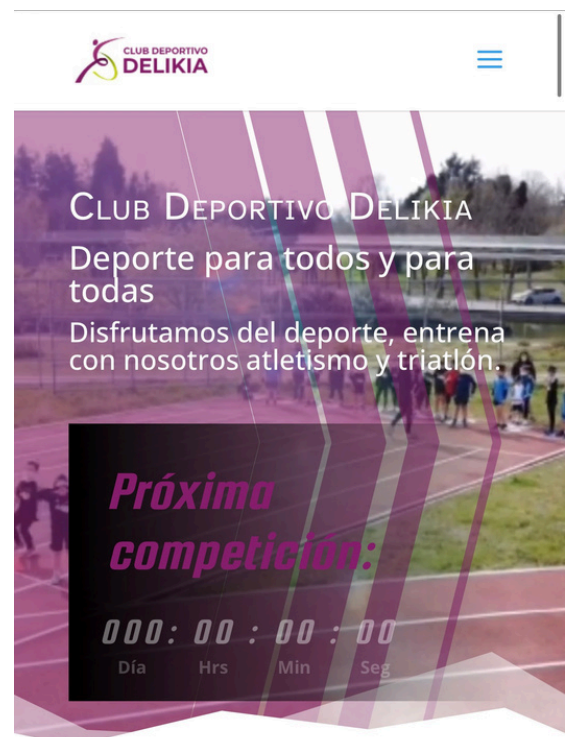 CLUB DEPORTIVO
DELIKIA
CLUB DEPORTIVO DELIKIA
Deporte para todos y para
todas
Disfrutamos del deporte, entrena
con nosotros atletismo y triatlón.
Próxima
competición:
000: 00 : 00 : 00
Día Hrs Min Seg